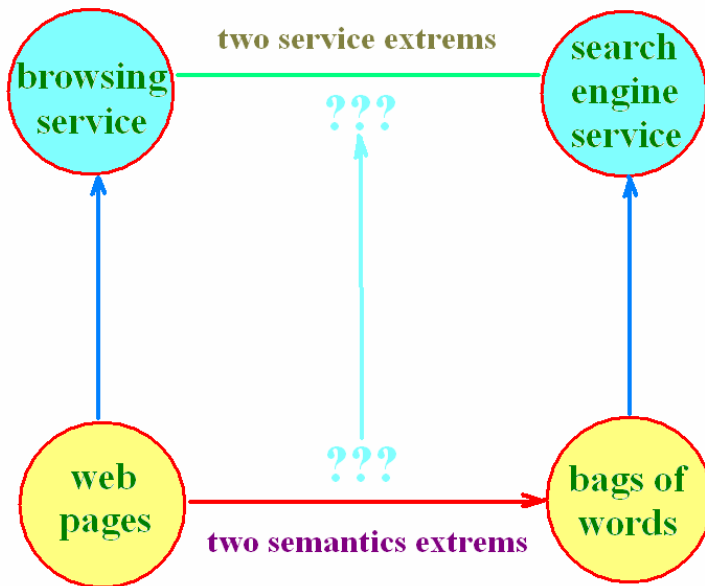 two service extrems
browsing
service
search
engine
service
???
???
web
pages
bags of
words
two semantics extrems